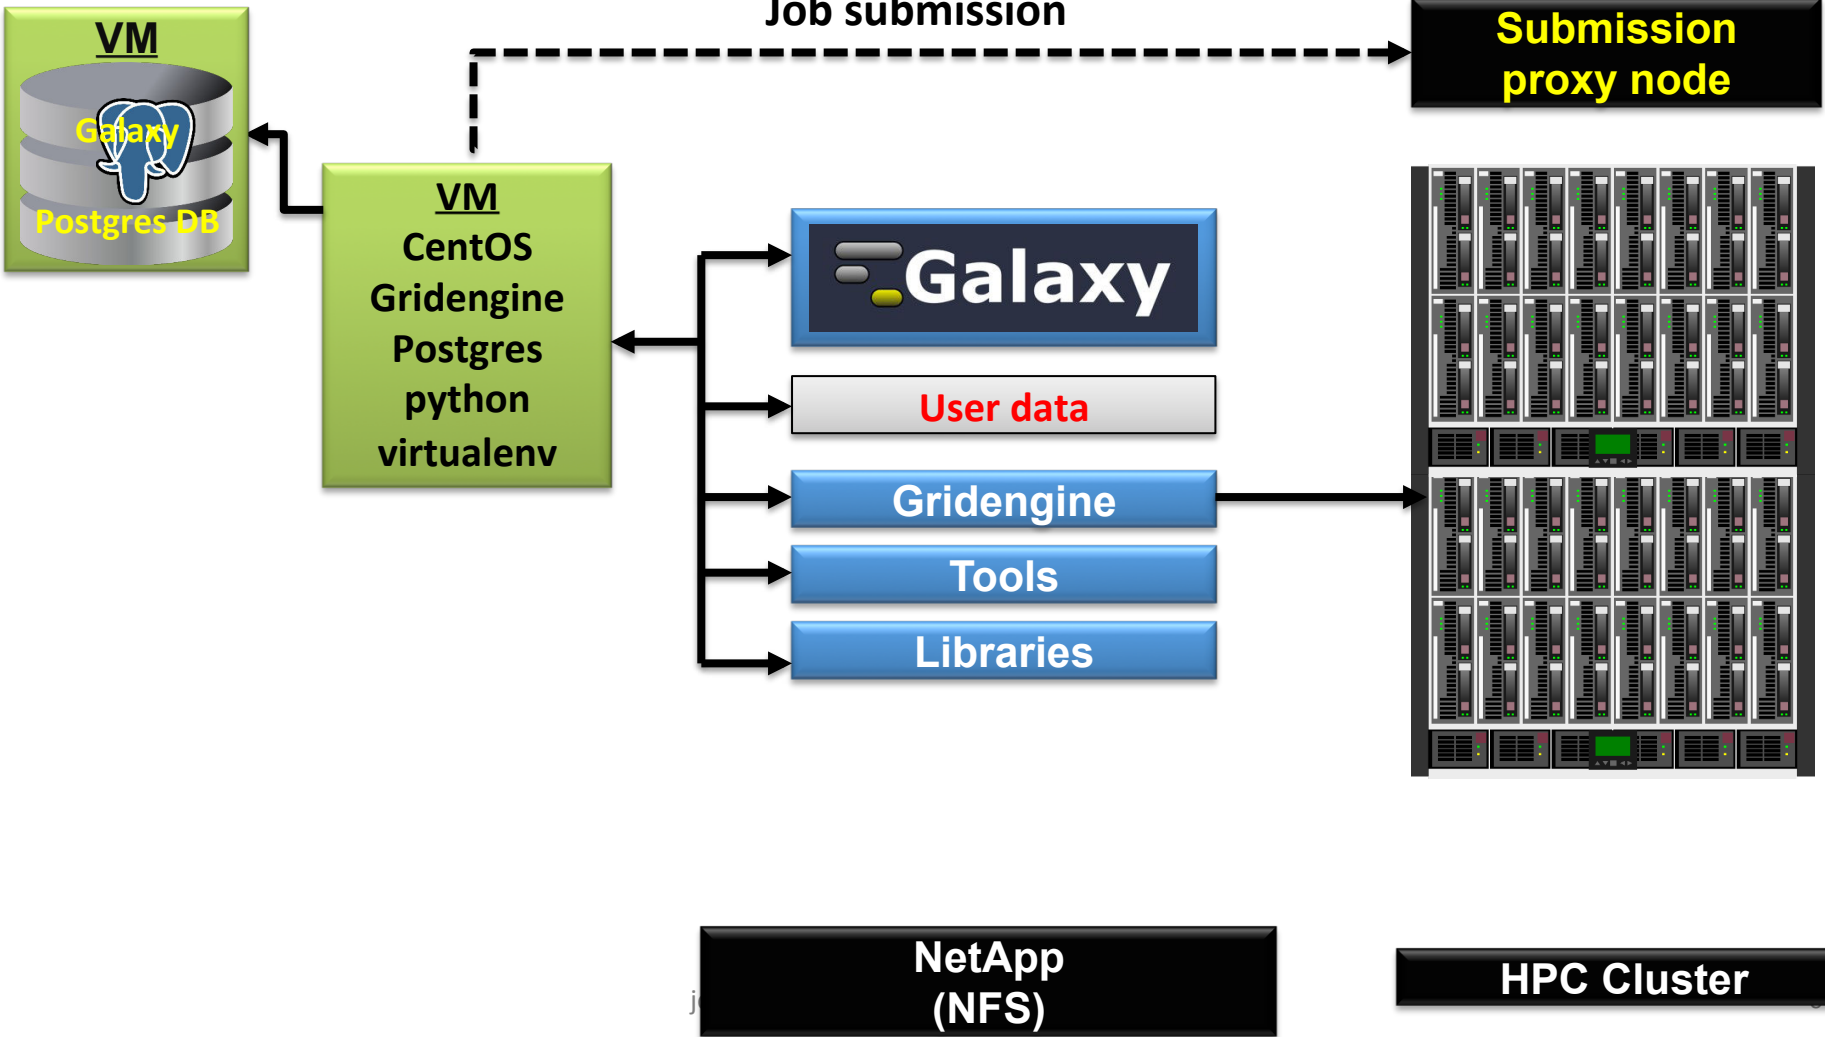 Job submission
VM
Galaxy
Postgres DB
Submission
proxy node
VM
CentOS
Gridengine
Postgres
python
virtualenv
Galaxy
User data
Gridengine
Tools
Libraries
NetApp
(NFS)
HPC Cluster